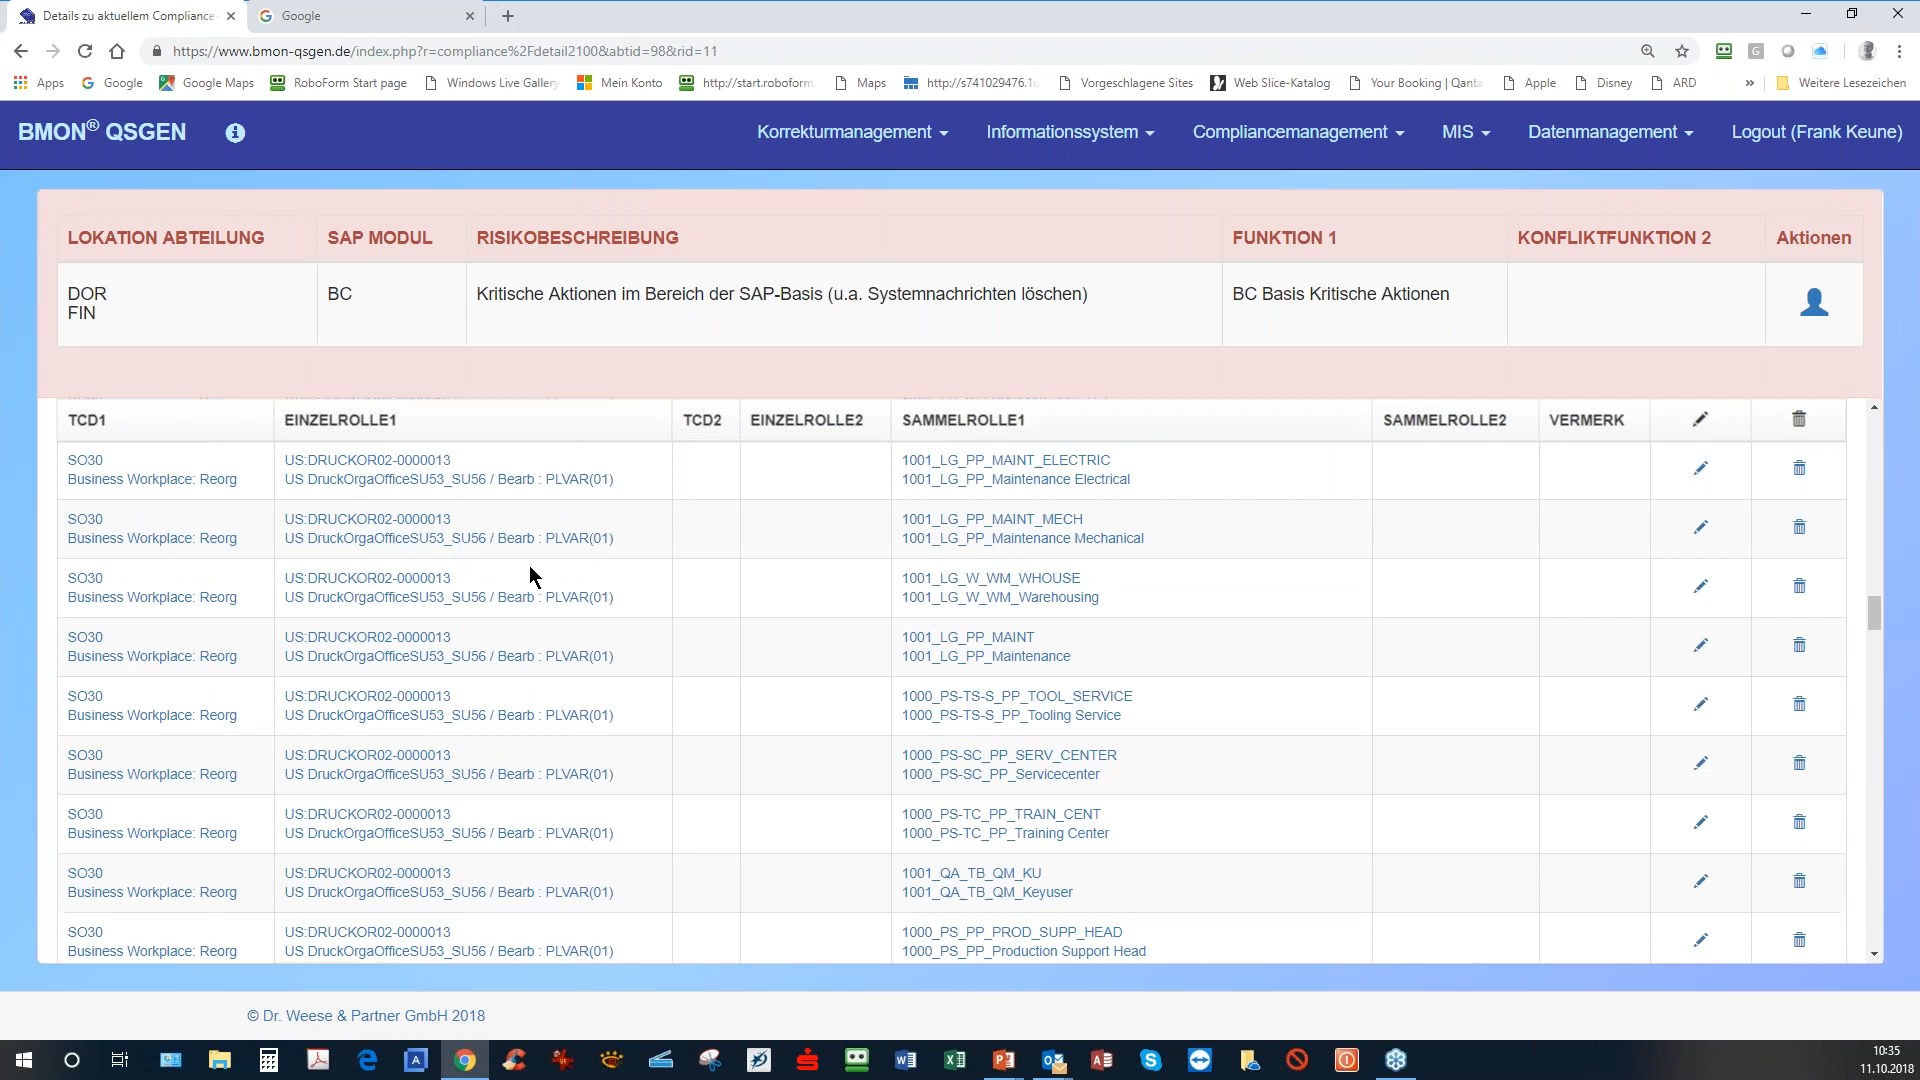 Details zu aktuellem Compliance-
Google
https://www.bmon-qsgen.de/index.php?r=compliance%2Fdetail2100&abtid=98&rid=11
Apps
Google
Google Maps
RoboForm Start page
Windows Live Gallery
Mein Konto
http://start.roboform
Maps
http://s741029476.1
Vorgeschlagene Sites
Web Slice-Katalog
Your Booking | Qanta
Apple
Disney
ARD
»
Weitere Lesezeichen
BMON® QSGEN
Korrekturmanagement
Informationssystem
Compliancemanagement
MIS
Datenmanagement
Logout (Frank Keune)
LOKATION ABTEILUNG SAP MODUL RISIKOBESCHREIBUNG FUNKTION 1 KONFLIKTFUNKTION 2 Aktionen
DOR BC Kritische Aktionen im Bereich der SAP-Basis (u.a. Systemnachrichten löschen) BC Basis Kritische Aktionen
FIN
TCD1 EINZELROLLE1 TCD2 EINZELROLLE2 SAMMELROLLE1 SAMMELROLLE2 VERMERK
SO30 US:DRUCKOR02-0000013 1001_LG_PP_MAINT_ELECTRIC
Business Workplace: Reorg US DruckOrgaOfficeSU53_SU56 / Bearb : PLVAR(01) 1001_LG_PP_Maintenance Electrical
SO30 US:DRUCKOR02-0000013 1001_LG_PP_MAINT_MECH
Business Workplace: Reorg US DruckOrgaOfficeSU53_SU56 / Bearb : PLVAR(01) 1001_LG_PP_Maintenance Mechanical
SO30 US:DRUCKOR02-0000013 1001_LG_W_WM_WHOUSE
Business Workplace: Reorg US DruckOrgaOfficeSU53_SU56 / Bearb : PLVAR(01) 1001_LG_W_WM_Warehousing
SO30 US:DRUCKOR02-0000013 1001_LG_PP_MAINT
Business Workplace: Reorg US DruckOrgaOfficeSU53_SU56 / Bearb : PLVAR(01) 1001_LG_PP_Maintenance
SO30 US:DRUCKOR02-0000013 1000_PS-TS-S_PP_TOOL_SERVICE
Business Workplace: Reorg US DruckOrgaOfficeSU53_SU56 / Bearb : PLVAR(01) 1000_PS-TS-S_PP_Tooling Service
SO30 US:DRUCKOR02-0000013 1000_PS-SC_PP_SERV_CENTER
Business Workplace: Reorg US DruckOrgaOfficeSU53_SU56 / Bearb : PLVAR(01) 1000_PS-SC_PP_Servicecenter
SO30 US:DRUCKOR02-0000013 1000_PS-TC_PP_TRAIN_CENT
Business Workplace: Reorg US DruckOrgaOfficeSU53_SU56 / Bearb : PLVAR(01) 1000_PS-TC_PP_Training Center
SO30 US:DRUCKOR02-0000013 1001_QA_TB_QM_KU
Business Workplace: Reorg US DruckOrgaOfficeSU53_SU56 / Bearb : PLVAR(01) 1001_QA_TB_QM_Keyuser
SO30 US:DRUCKOR02-0000013 1000_PS_PP_PROD_SUPP_HEAD
Business Workplace: Reorg US DruckOrgaOfficeSU53_SU56 / Bearb : PLVAR(01) 1000_PS_PP_Production Support Head
© Dr. Weese & Partner GmbH 2018
10:35
11.10.2018